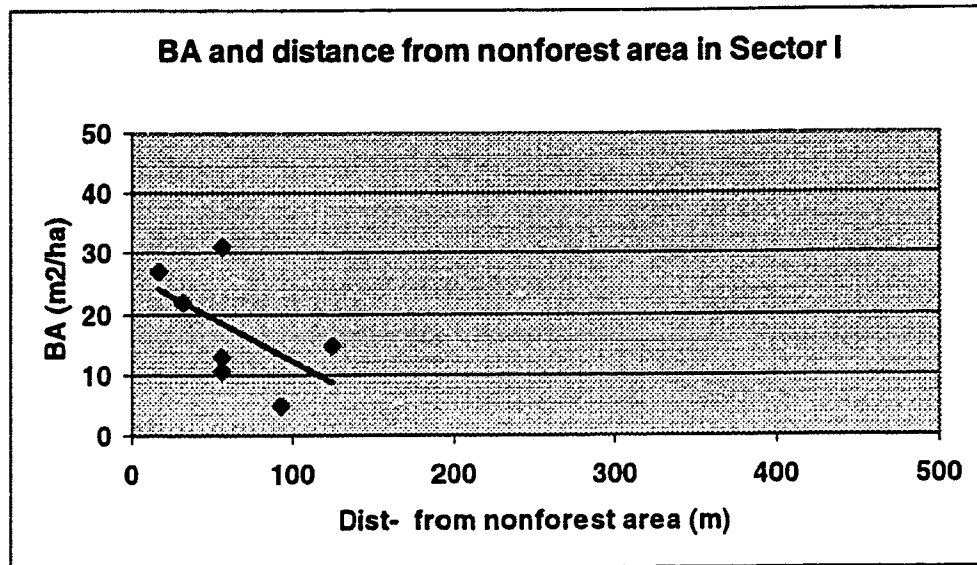 BA and distance from nonforest area in Sector I
BA (m2/ha)
50
40
30
20
10
0
0 100 200 300 400 500
Dist- from nonforest area (m)